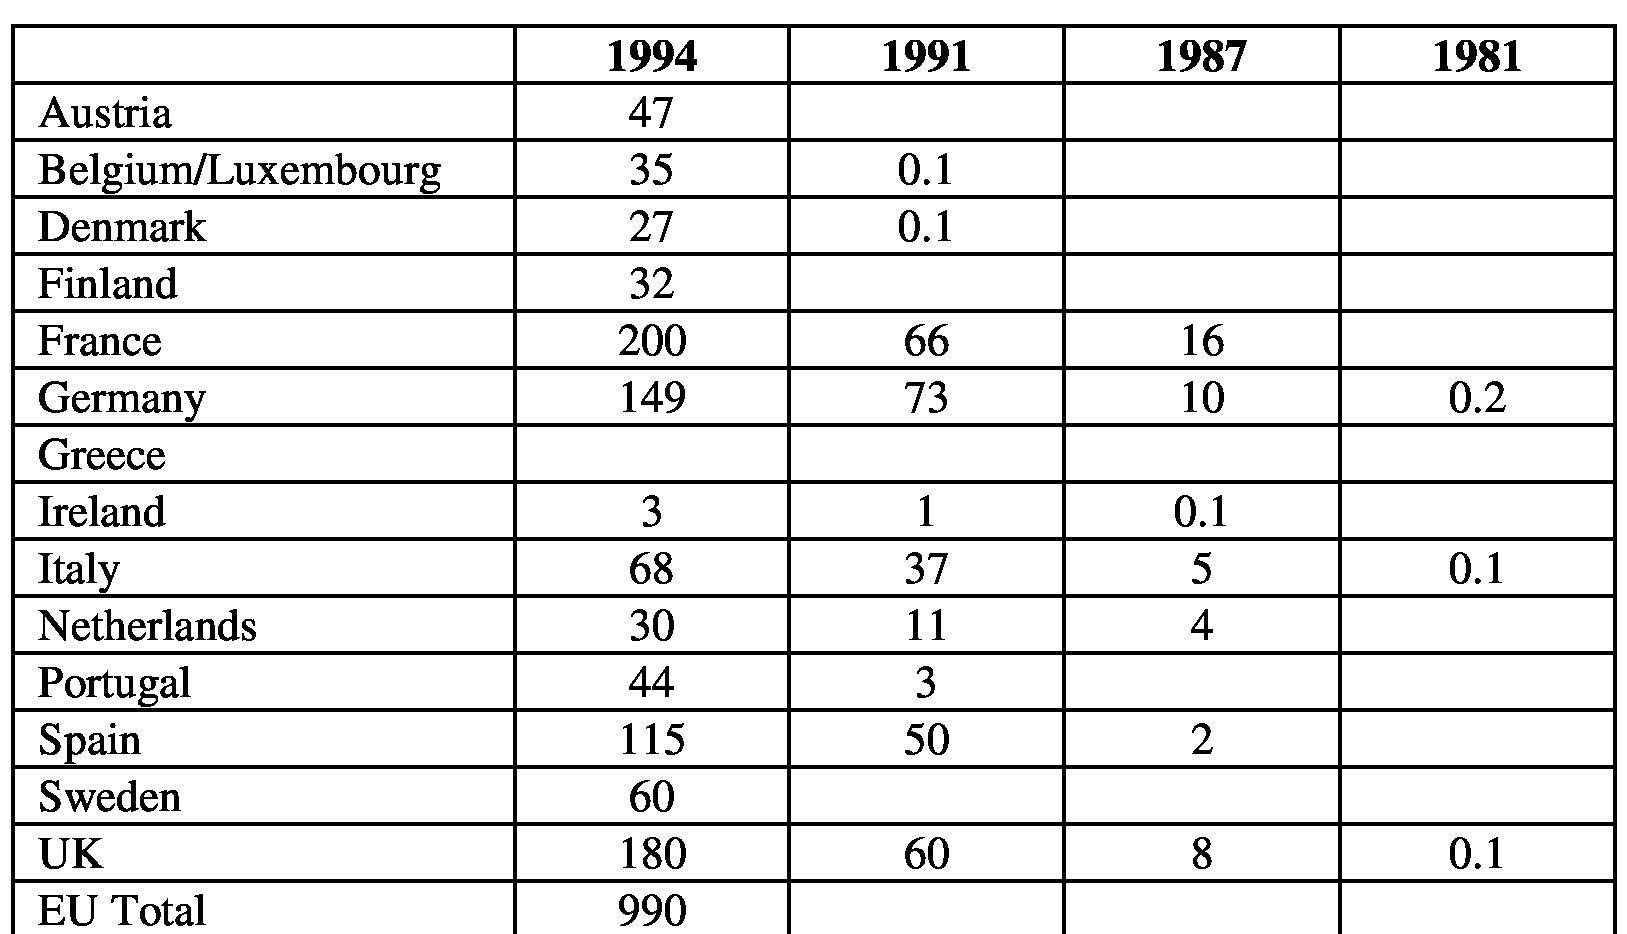 1994 1991 1987 1981
Austria 47
Belgium/Luxembourg 35 0.1
Denmark 27 0.1
Finland 32
France 200 66 16
Germany 149 73 10 0.2
Greece
Ireland 3 1 0.1
Italy 68 37 5 0.1
Netherlands 30 11 4
Portugal 44 3
Spain 115 50 2
Sweden 60
UK 180 60 8 0.1
EU Total 990